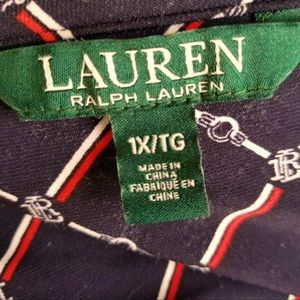 LAUREN
RALPH LAUREN
1X/TG
MADE IN
CHINA
FABRIQUÉ EN
CHINE